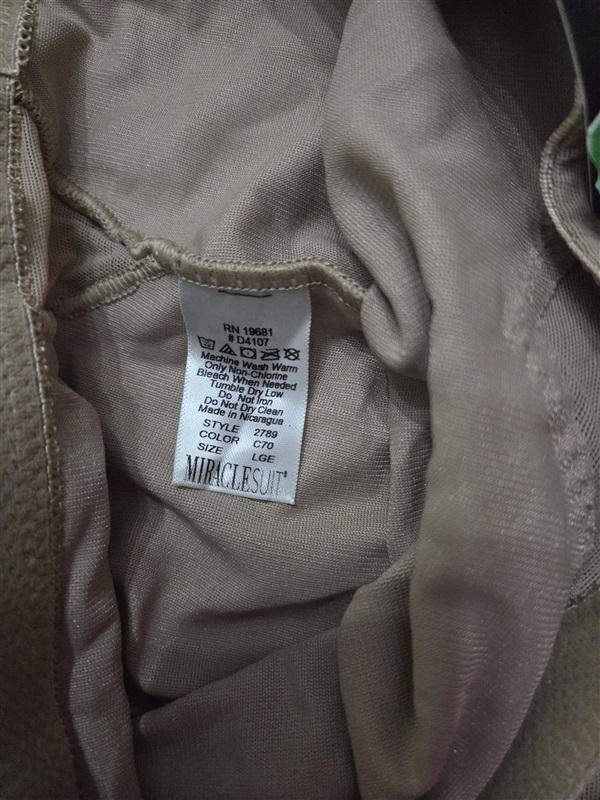 RN 19681
# D4107
Machine Wash Warm
Only Non-Chlorine
Bleach When Needed
Tumble Dry Low
Do Not Iron
Do Not Dry Clean
Made in Nicaragua
STYLE 2789
COLOR C70
SIZE LGE
MIRACLESUIT®